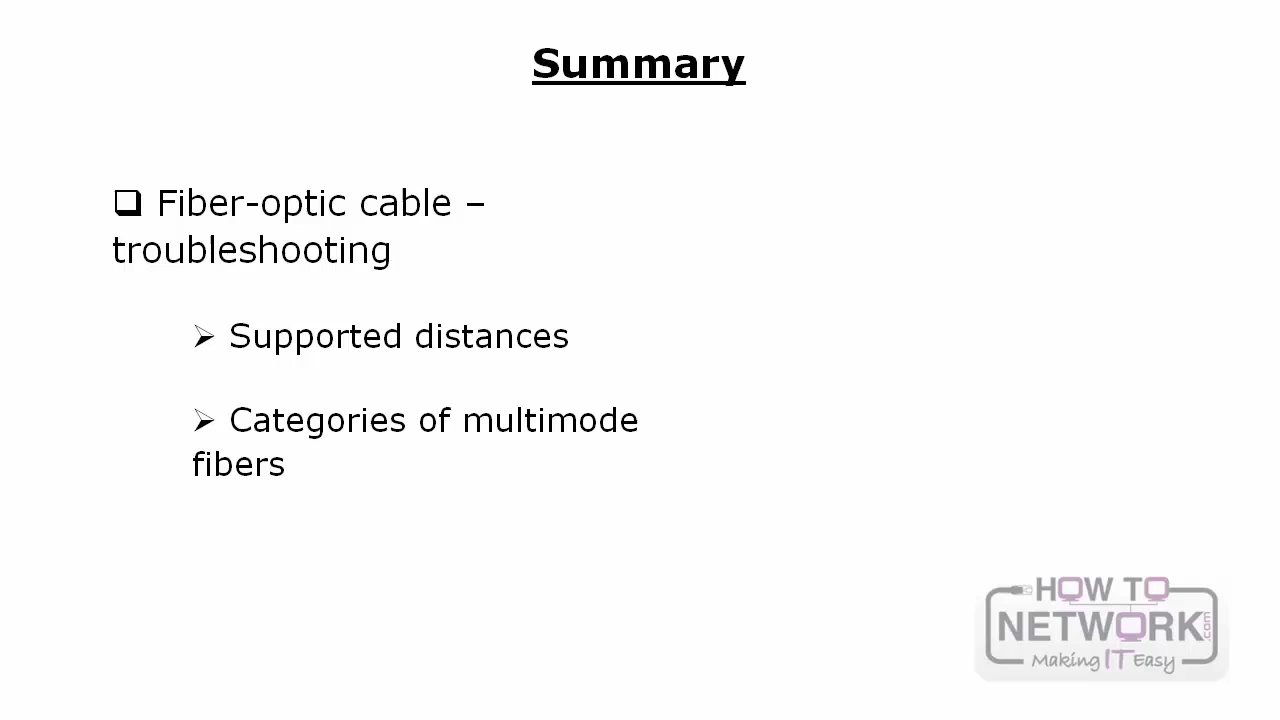 Summary
❑ Fiber-optic cable –
troubleshooting
➢ Supported distances
➢ Categories of multimode
fibers
HOW TO
NETWORK.com
Making IT Easy